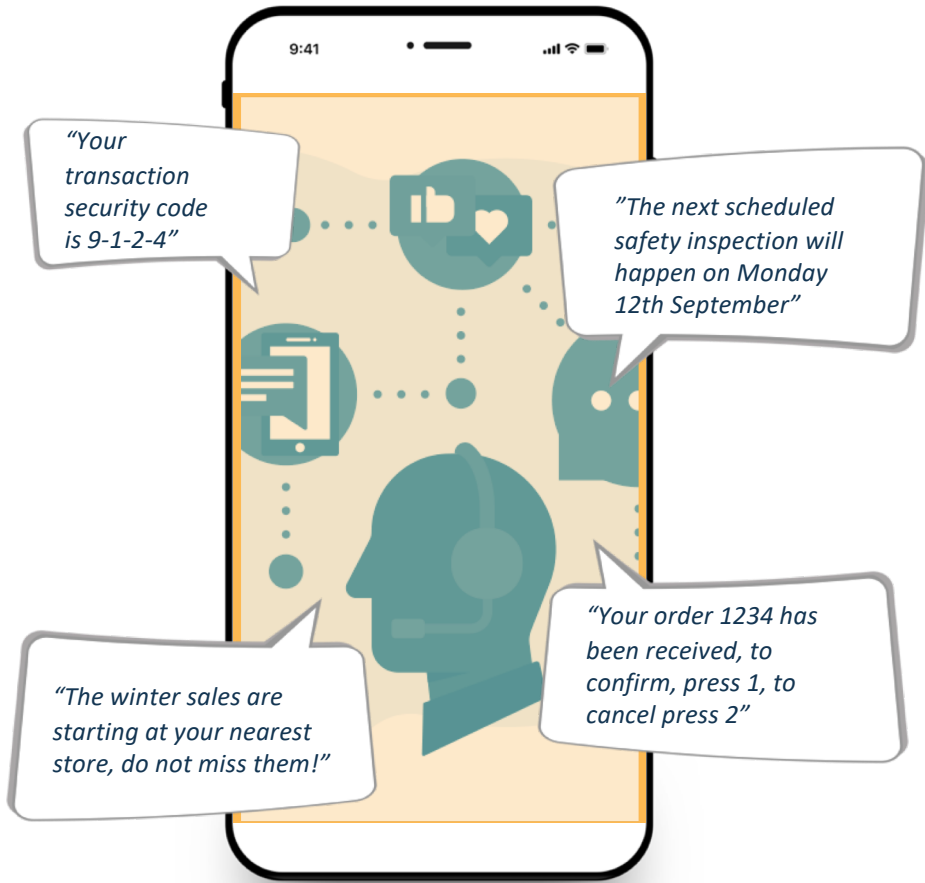 9:41
“Your
transaction
security code
is 9-1-2-4”
”The next scheduled
safety inspection will
happen on Monday
12th September”
“Your order 1234 has
been received, to
confirm, press 1, to
cancel press 2”
“The winter sales are
starting at your nearest
store, do not miss them!”